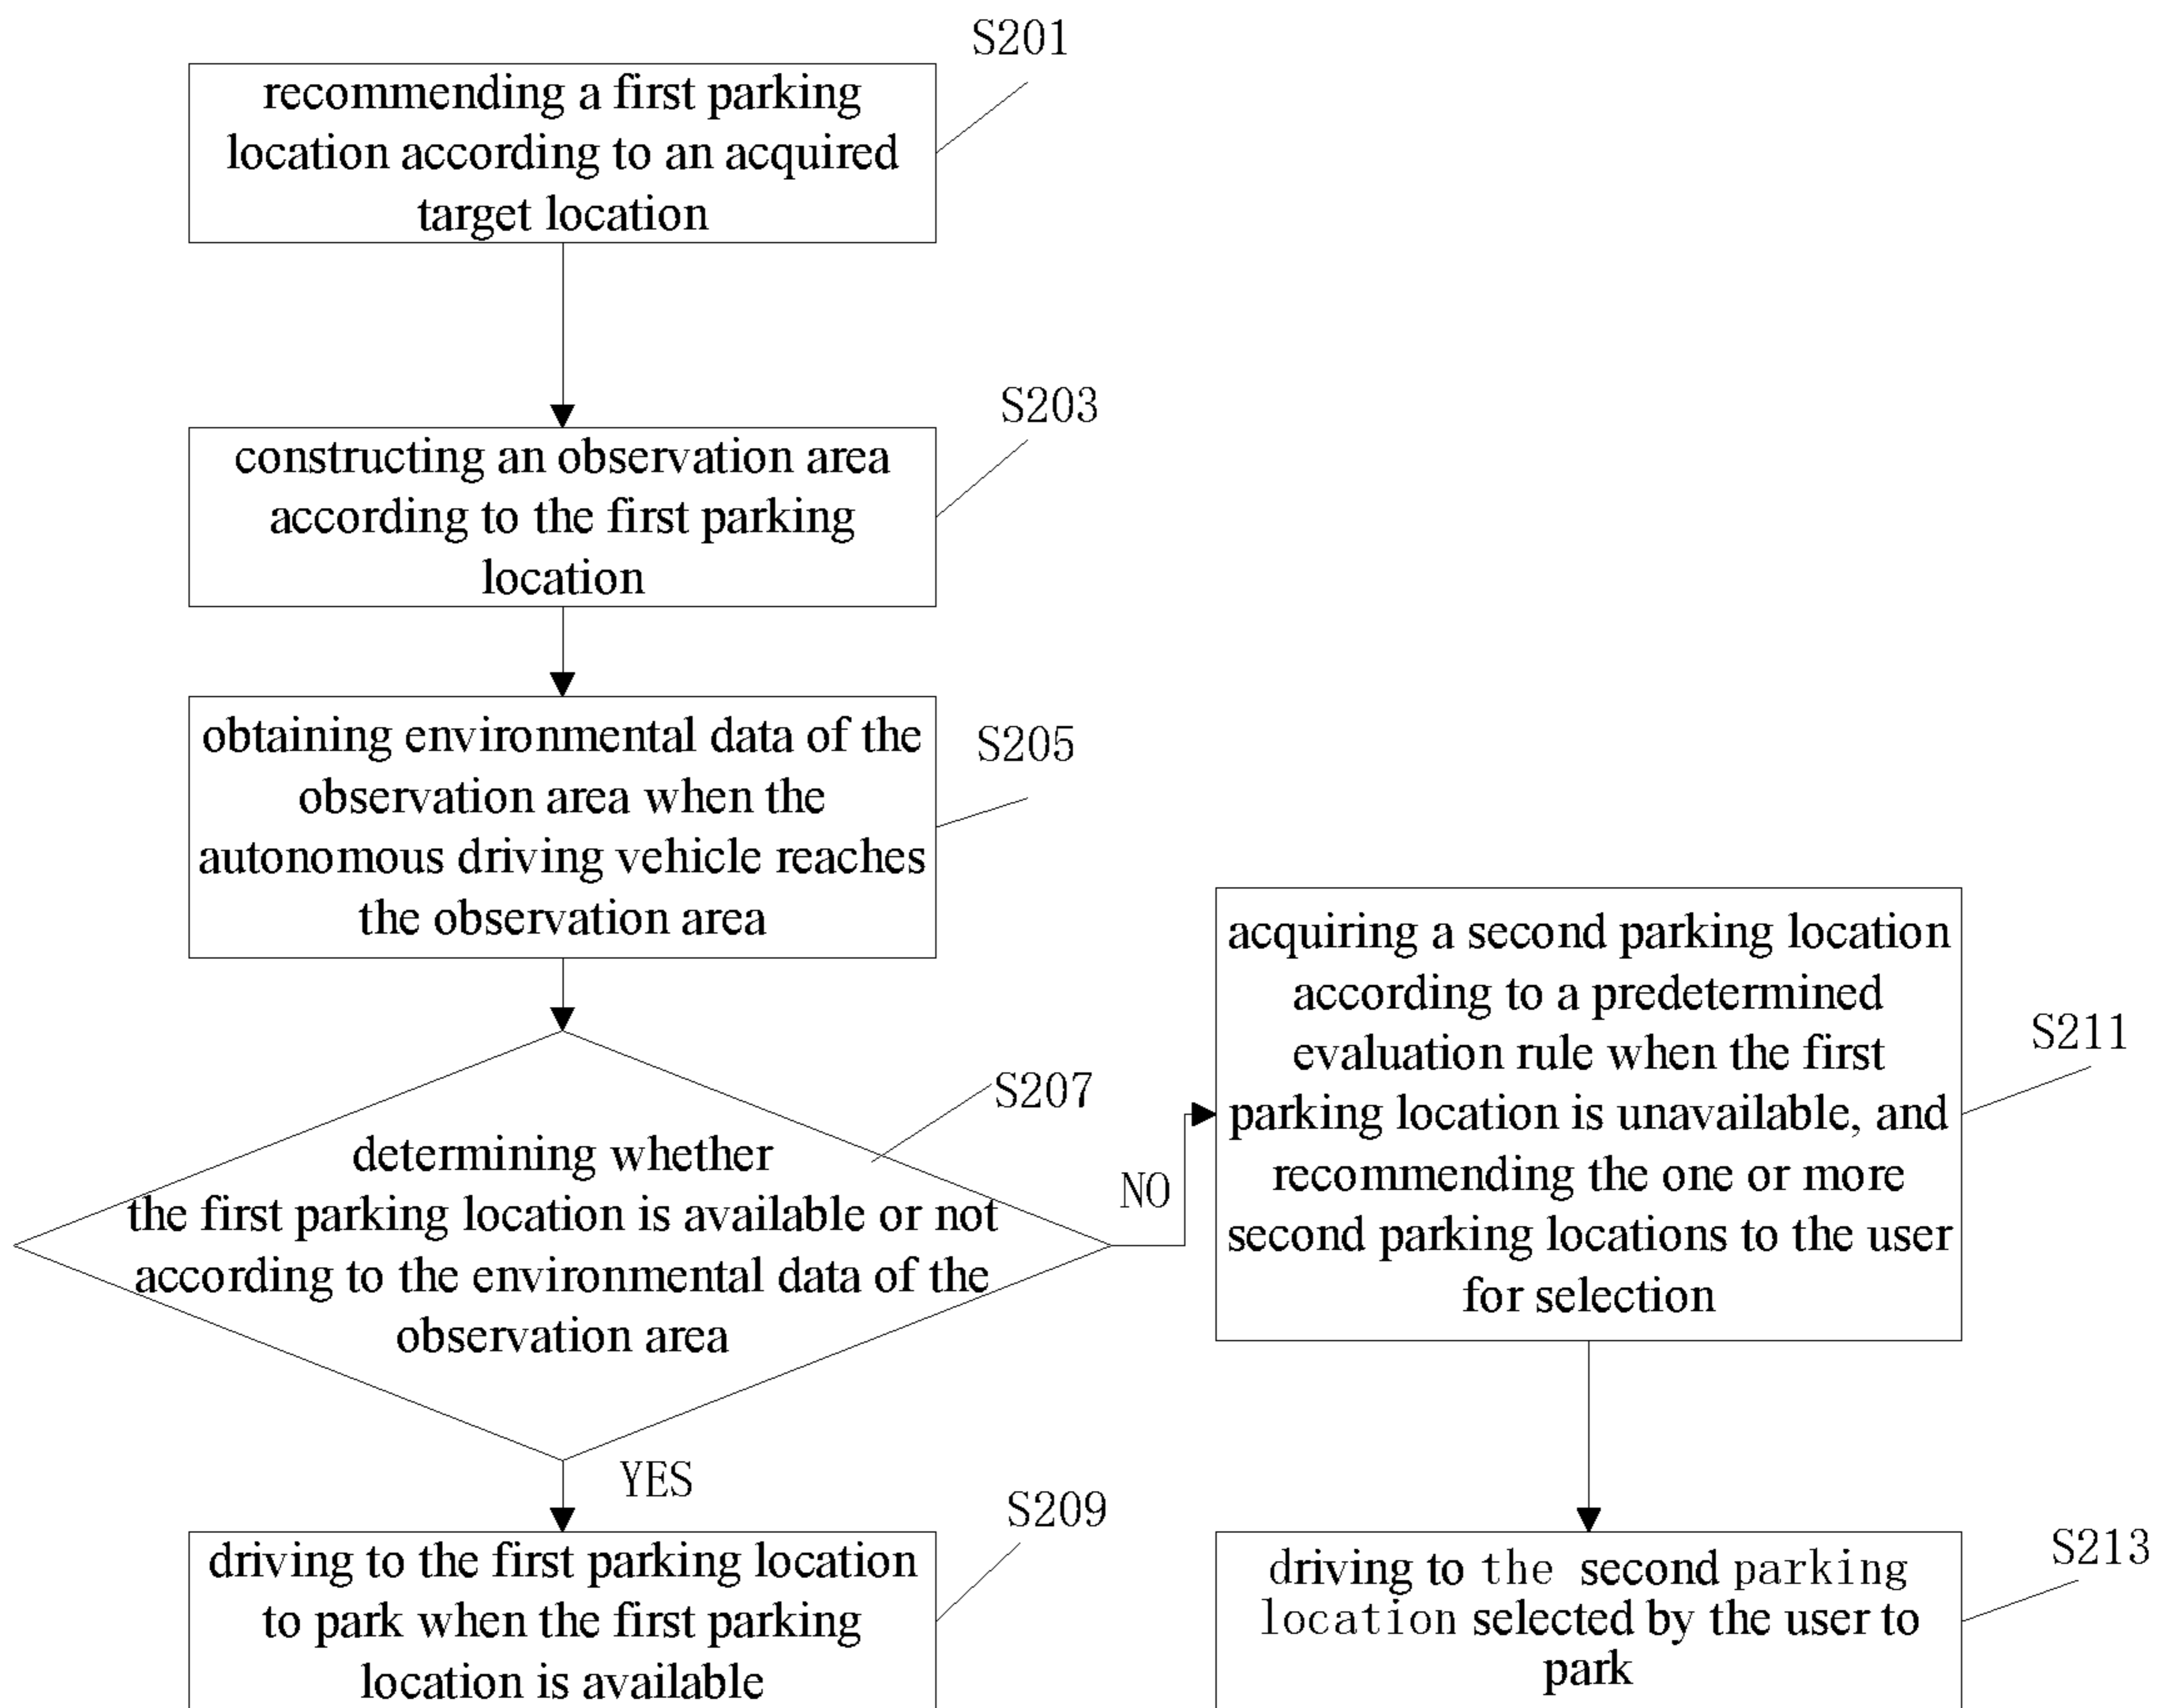 S201
recommending a first parking
location according to an acquired
target location
S203
constructing an observation area
according to the first parking
location
S205
obtaining environmental data of the
observation area when the
autonomous driving vehicle reaches
the observation area
S207
determining whether
the first parking location is available or not
according to the environmental data of the
observation area
NO
YES
S209
driving to the first parking location
to park when the first parking
location is available
S211
acquiring a second parking location
according to a predetermined
evaluation rule when the first
parking location is unavailable, and
recommending the one or more
second parking locations to the user
for selection
S213
driving to the second parking
location selected by the user to
park